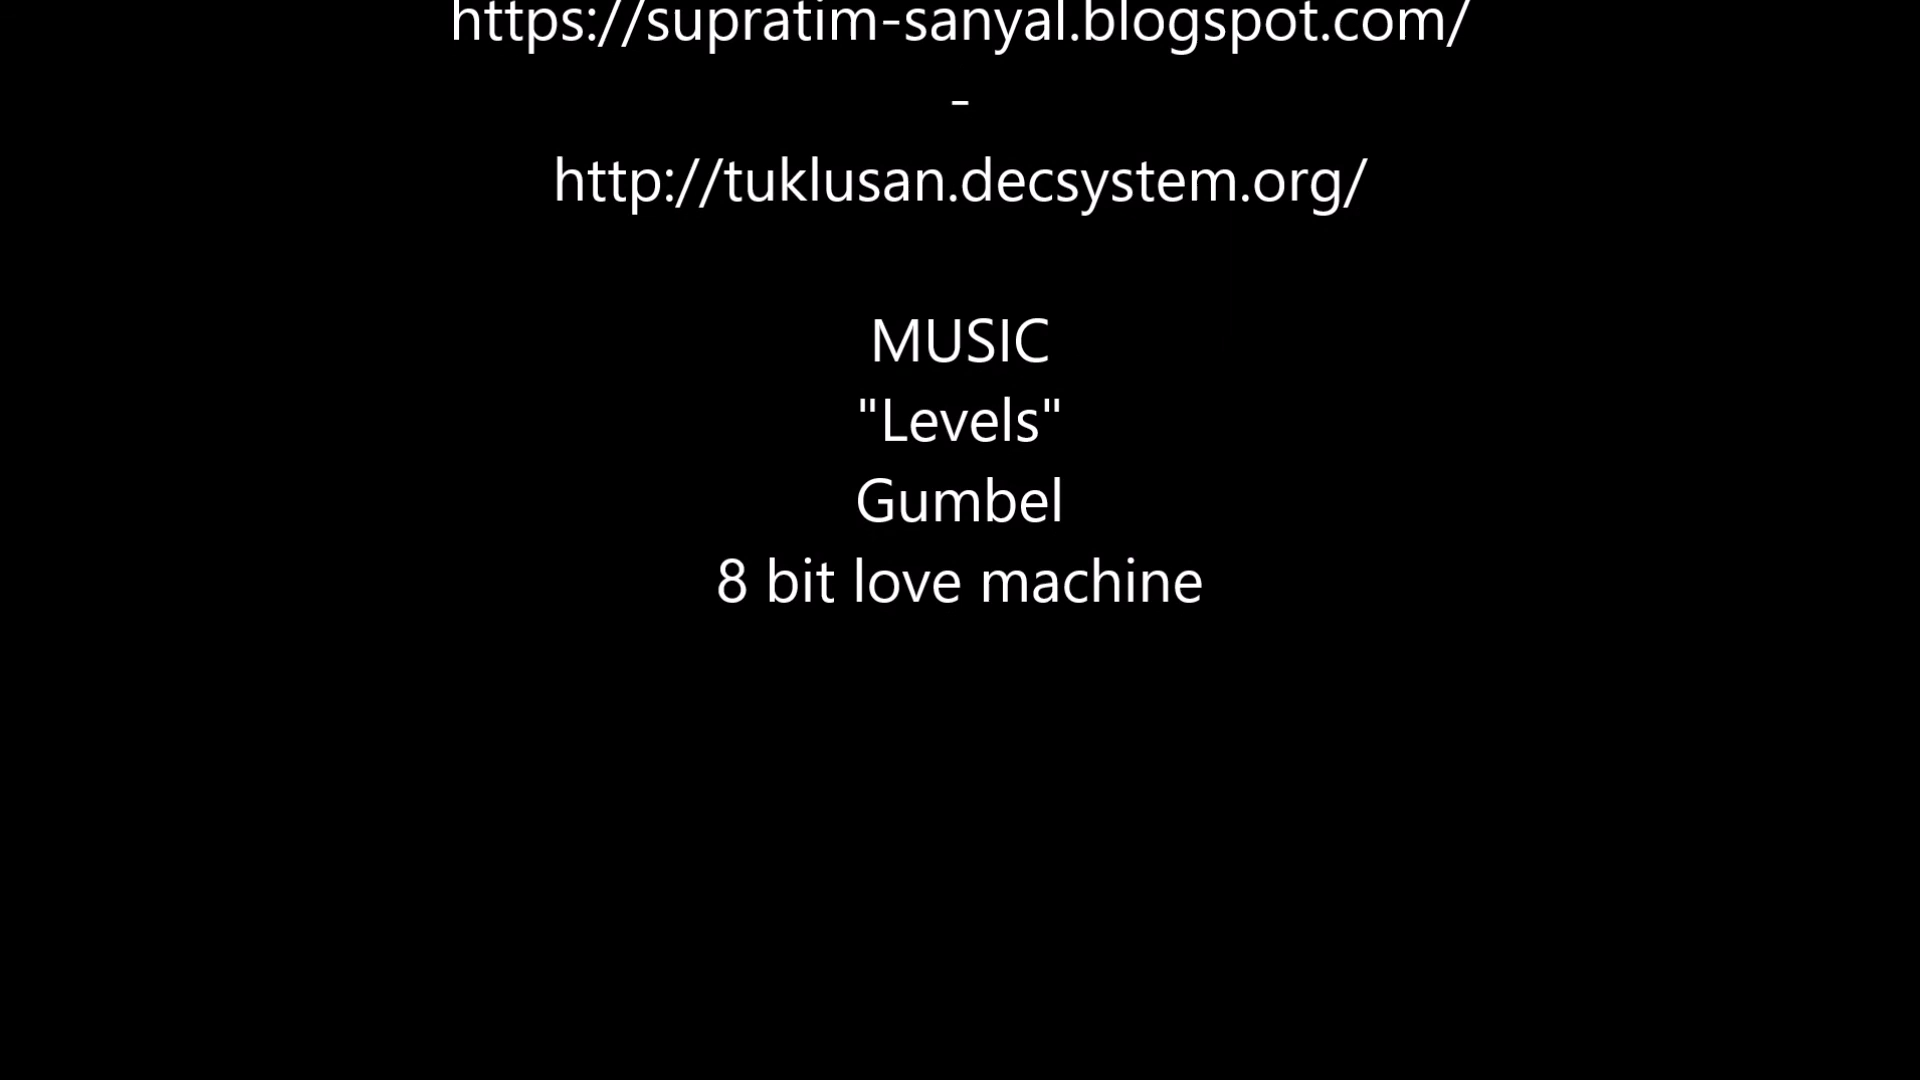 https://supratim-sanyal.blogspot.com/
-
http://tuklusan.decsystem.org/
MUSIC
"Levels"
Gumbel
8 bit love machine